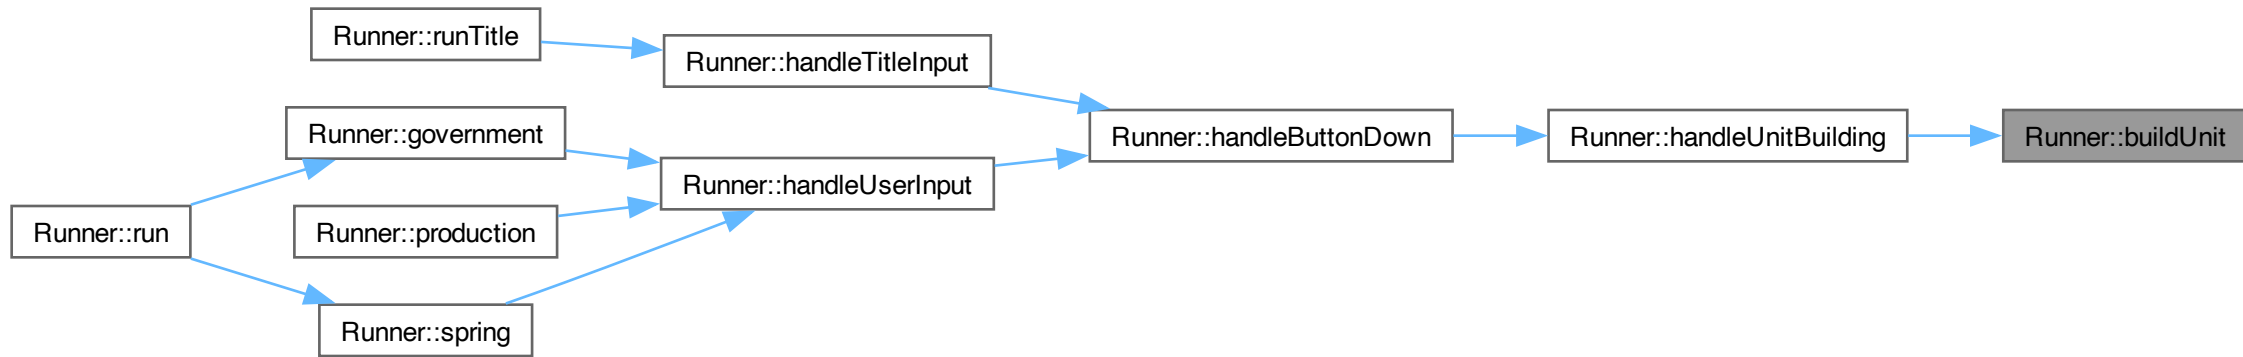 Runner::runTitle
Runner::handleTitleInput
Runner::government
Runner::handleButtonDown
Runner::handleUnitBuilding
Runner::buildUnit
Runner::handleUserInput
Runner::run
Runner::production
Runner::spring